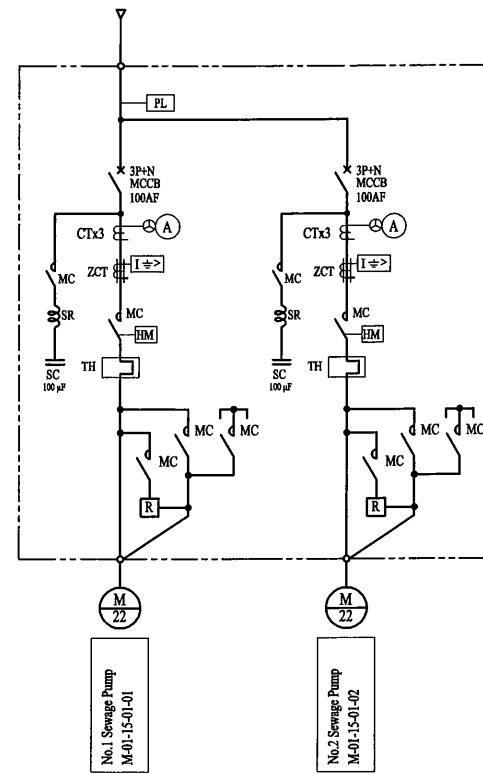 PL
3P+N
MCCB
100AF
CTx3
A
ZCT
I >
MC
SR
MC
HM
SC
100 µF
TH
MC
MC
MC
R
M
22
No.1 Sewage Pump
M-01-15-01-01
3P+N
MCCB
100AF
CTx3
A
ZCT
I >
MC
SR
MC
HM
SC
100 µF
TH
MC
MC
MC
R
M
22
No.2 Sewage Pump
M-01-15-01-02